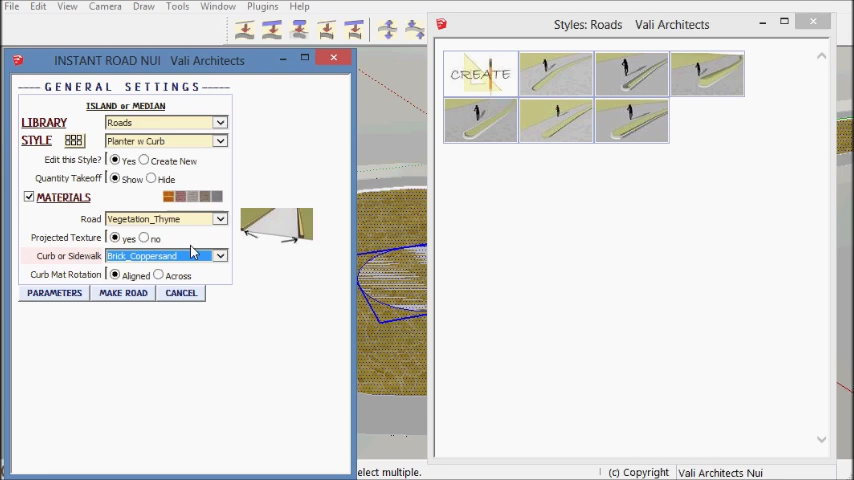 File Edit View Camera Draw Tools Window Plugins Help
INSTANT ROAD NUI Vali Architects
Styles: Roads Vali Architects
---- GENERAL SETTINGS-----
ISLAND or MEDIAN
LIBRARY Roads
STYLE Planter w Curb
Edit this Style? Yes Create New
Quantity Takeoff Show Hide
MATERIALS
Road Vegetation_Thyme
Projected Texture yes no
Curb or Sidewalk Brick_Coppersand
Curb Mat Rotation Aligned Across
PARAMETERS MAKE ROAD CANCEL
CREATE
elect multiple.
(c) Copyright Vali Architects Nui